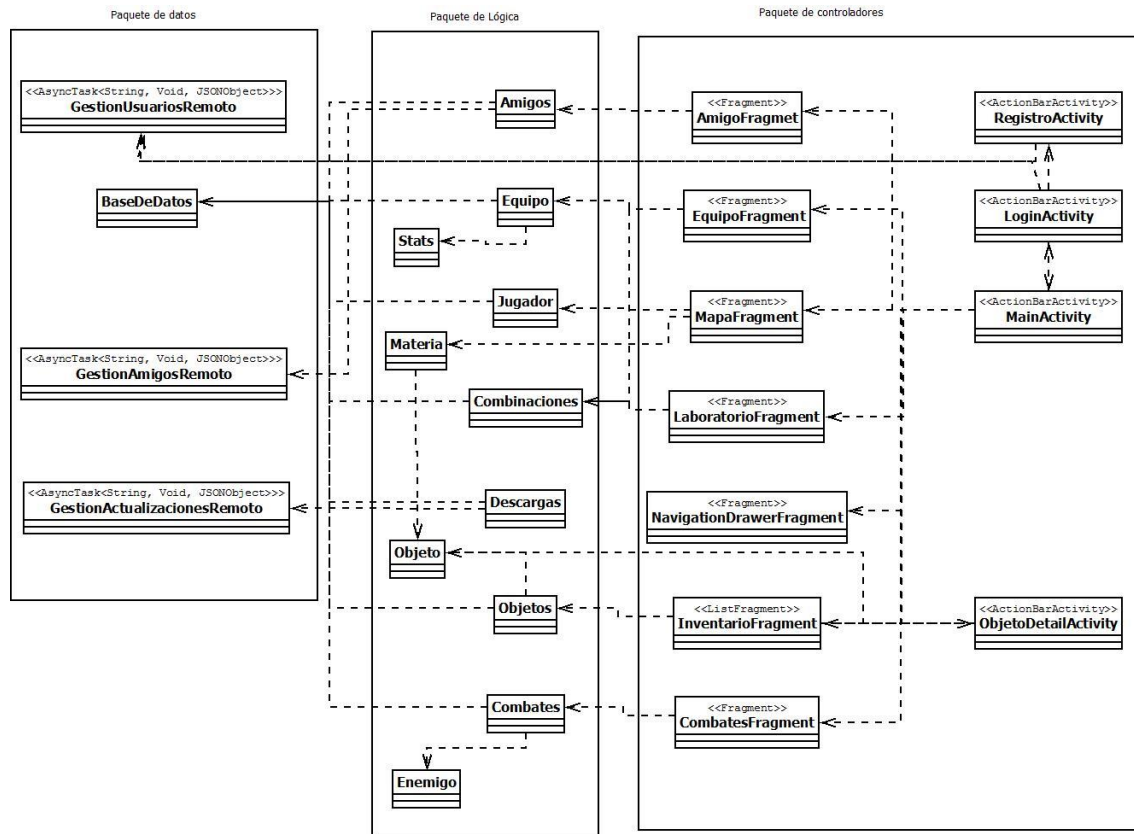 Paquete de datos
Paquete de Lógica
Paquete de controladores
<<AsyncTask<String, Void, JSONObject>>>
GestionUsuariosRemoto
BaseDeDatos
<<AsyncTask<String, Void, JSONObject>>>
GestionAmigosRemoto
<<AsyncTask<String, Void, JSONObject>>>
GestionActualizacionesRemoto
Amigos
Equipo
Stats
Jugador
Materia
Combinaciones
Descargas
Objeto
Objetos
Combates
Enemigo
<<Fragment>>
AmigoFragmet
<<Fragment>>
EquipoFragment
<<Fragment>>
MapaFragment
<<Fragment>>
LaboratorioFragment
<<Fragment>>
NavigationDrawerFragment
<<ListFragment>>
InventarioFragment
<<Fragment>>
CombatesFragment
<<ActionBarActivity>>
RegistroActivity
<<ActionBarActivity>>
LoginActivity
<<ActionBarActivity>>
MainActivity
<<ActionBarActivity>>
ObjetoDetailActivity